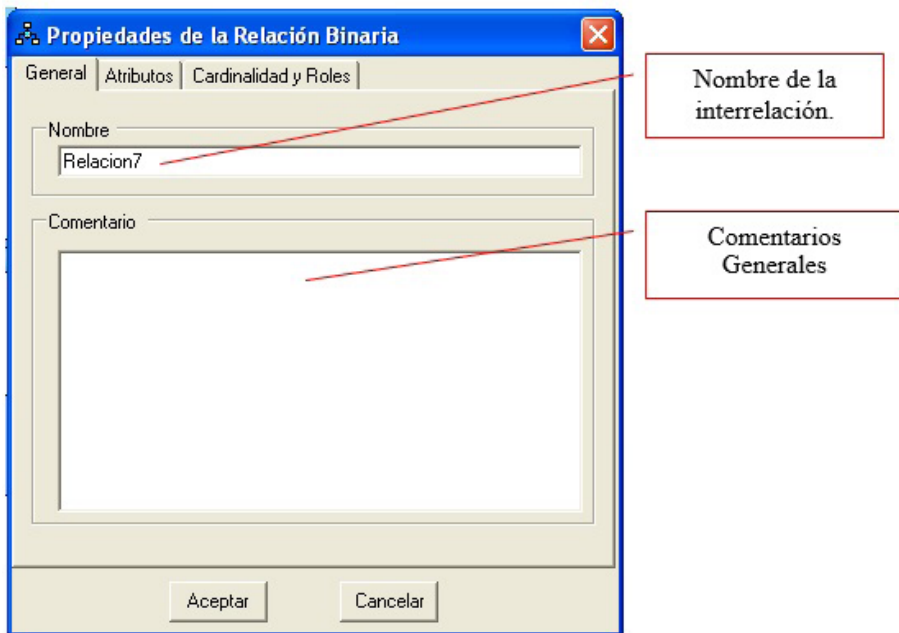 Propiedades de la Relación Binaria
General
Atributos
Cardinalidad y Roles
Nombre
Relacion7
Comentario
Aceptar
Cancelar
Nombre de la
interrelación.
Comentarios
Generales